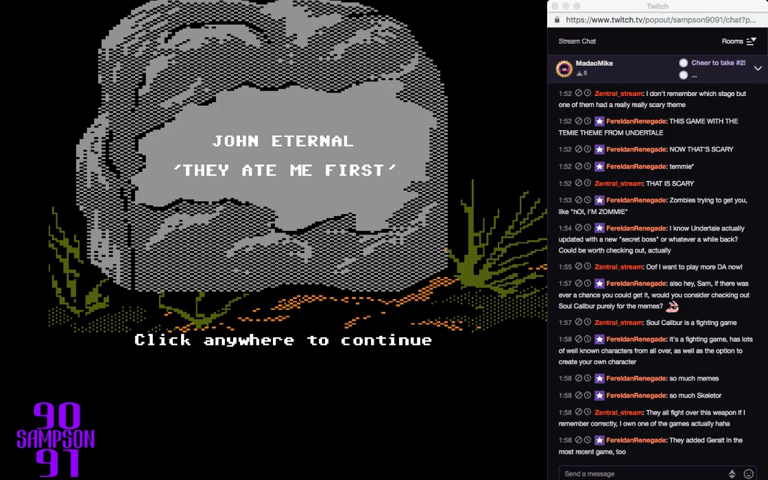 JOHN ETERNAL
'THEY ATE ME FIRST'
Click anywhere to continue
90
SAMPSON
91
Twitch
https://www.twitch.tv/popout/sampson9091/chat?p...
Stream Chat
Rooms
MadaoMike
6
Cheer to take #2!
...
1:52 Zentral_stream: I don't remember which stage but
one of them had a really really scary theme
1:52 FereldanRenegade: THIS GAME WITH THE
TEMIE THEME FROM UNDERTALE
1:52 FereldanRenegade: NOW THAT'S SCARY
1:52 FereldanRenegade: temmie*
1:52 Zentral_stream: THAT IS SCARY
1:53 FereldanRenegade: Zombies trying to get you,
like "hOI, I'M ZOMMIE"
1:54 FereldanRenegade: I know Undertale actually
updated with a new "secret boss" or whatever a while back?
Could be worth checking out, actually
1:55 Zentral_stream: Oof I want to play more DA now!
1:57 FereldanRenegade: also hey, Sam, if there was
ever a chance you could get it, would you consider checking out
Soul Calibur purely for the memes?
1:57 Zentral_stream: Soul Calibur is a fighting game
1:58 FereldanRenegade: It's a fighting game, has lots
of well known characters from all over, as well as the option to
create your own character
1:58 FereldanRenegade: so much memes
1:58 FereldanRenegade: so much Skeletor
1:58 Zentral_stream: They all fight over this weapon if I
remember correctly, I own one of the games actually haha
1:58 FereldanRenegade: They added Geralt in the
most recent game, too
Send a message